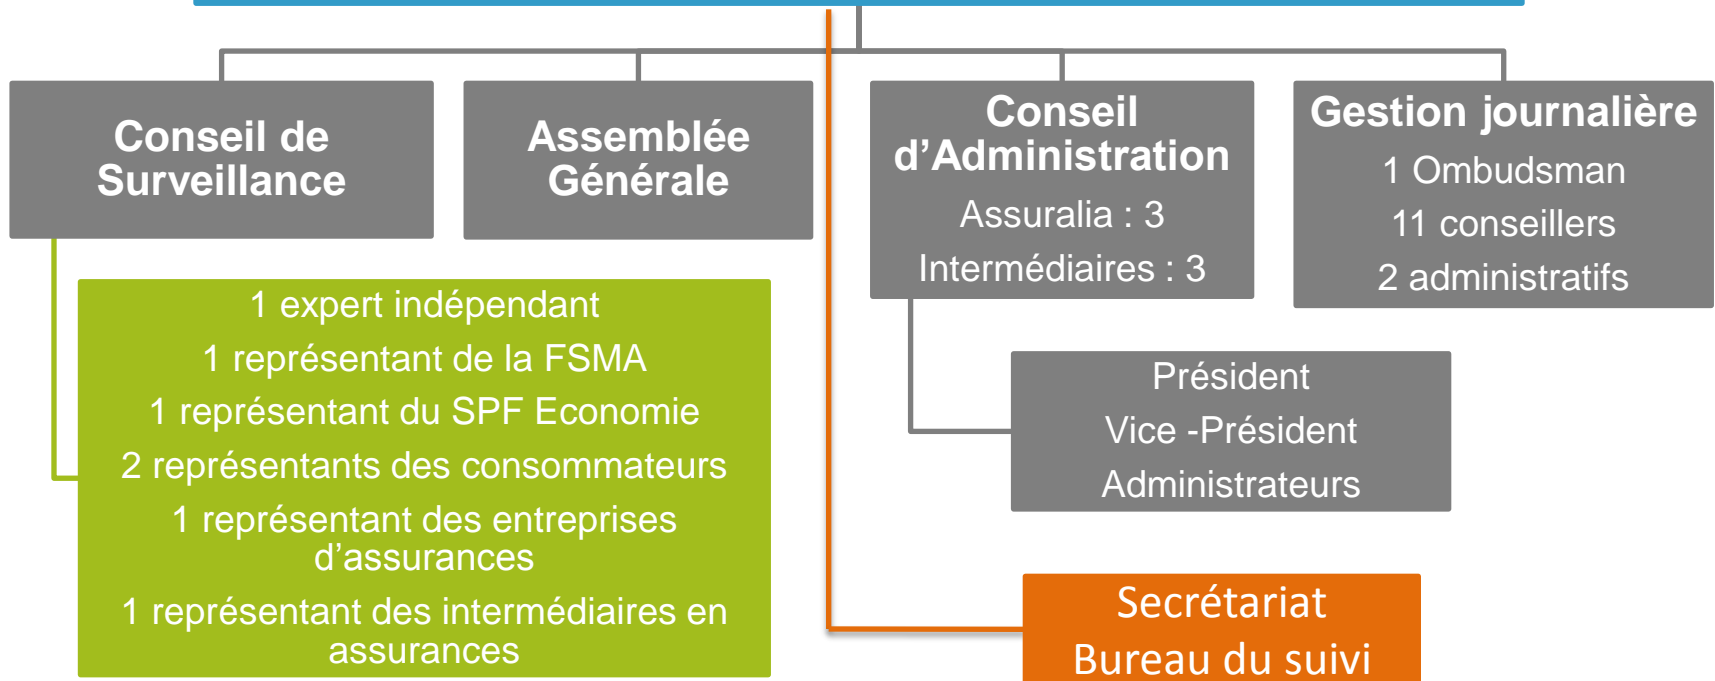 Conseil de
Surveillance
Assemblée
Générale
Conseil
d’Administration
Assuralia : 3
Intermédiaires : 3
Gestion journalière
1 Ombudsman
11 conseillers
2 administratifs
1 expert indépendant
1 représentant de la FSMA
1 représentant du SPF Economie
2 représentants des consommateurs
1 représentant des entreprises
d’assurances
1 représentant des intermédiaires en
assurances
Président
Vice -Président
Administrateurs
Secrétariat
Bureau du suivi